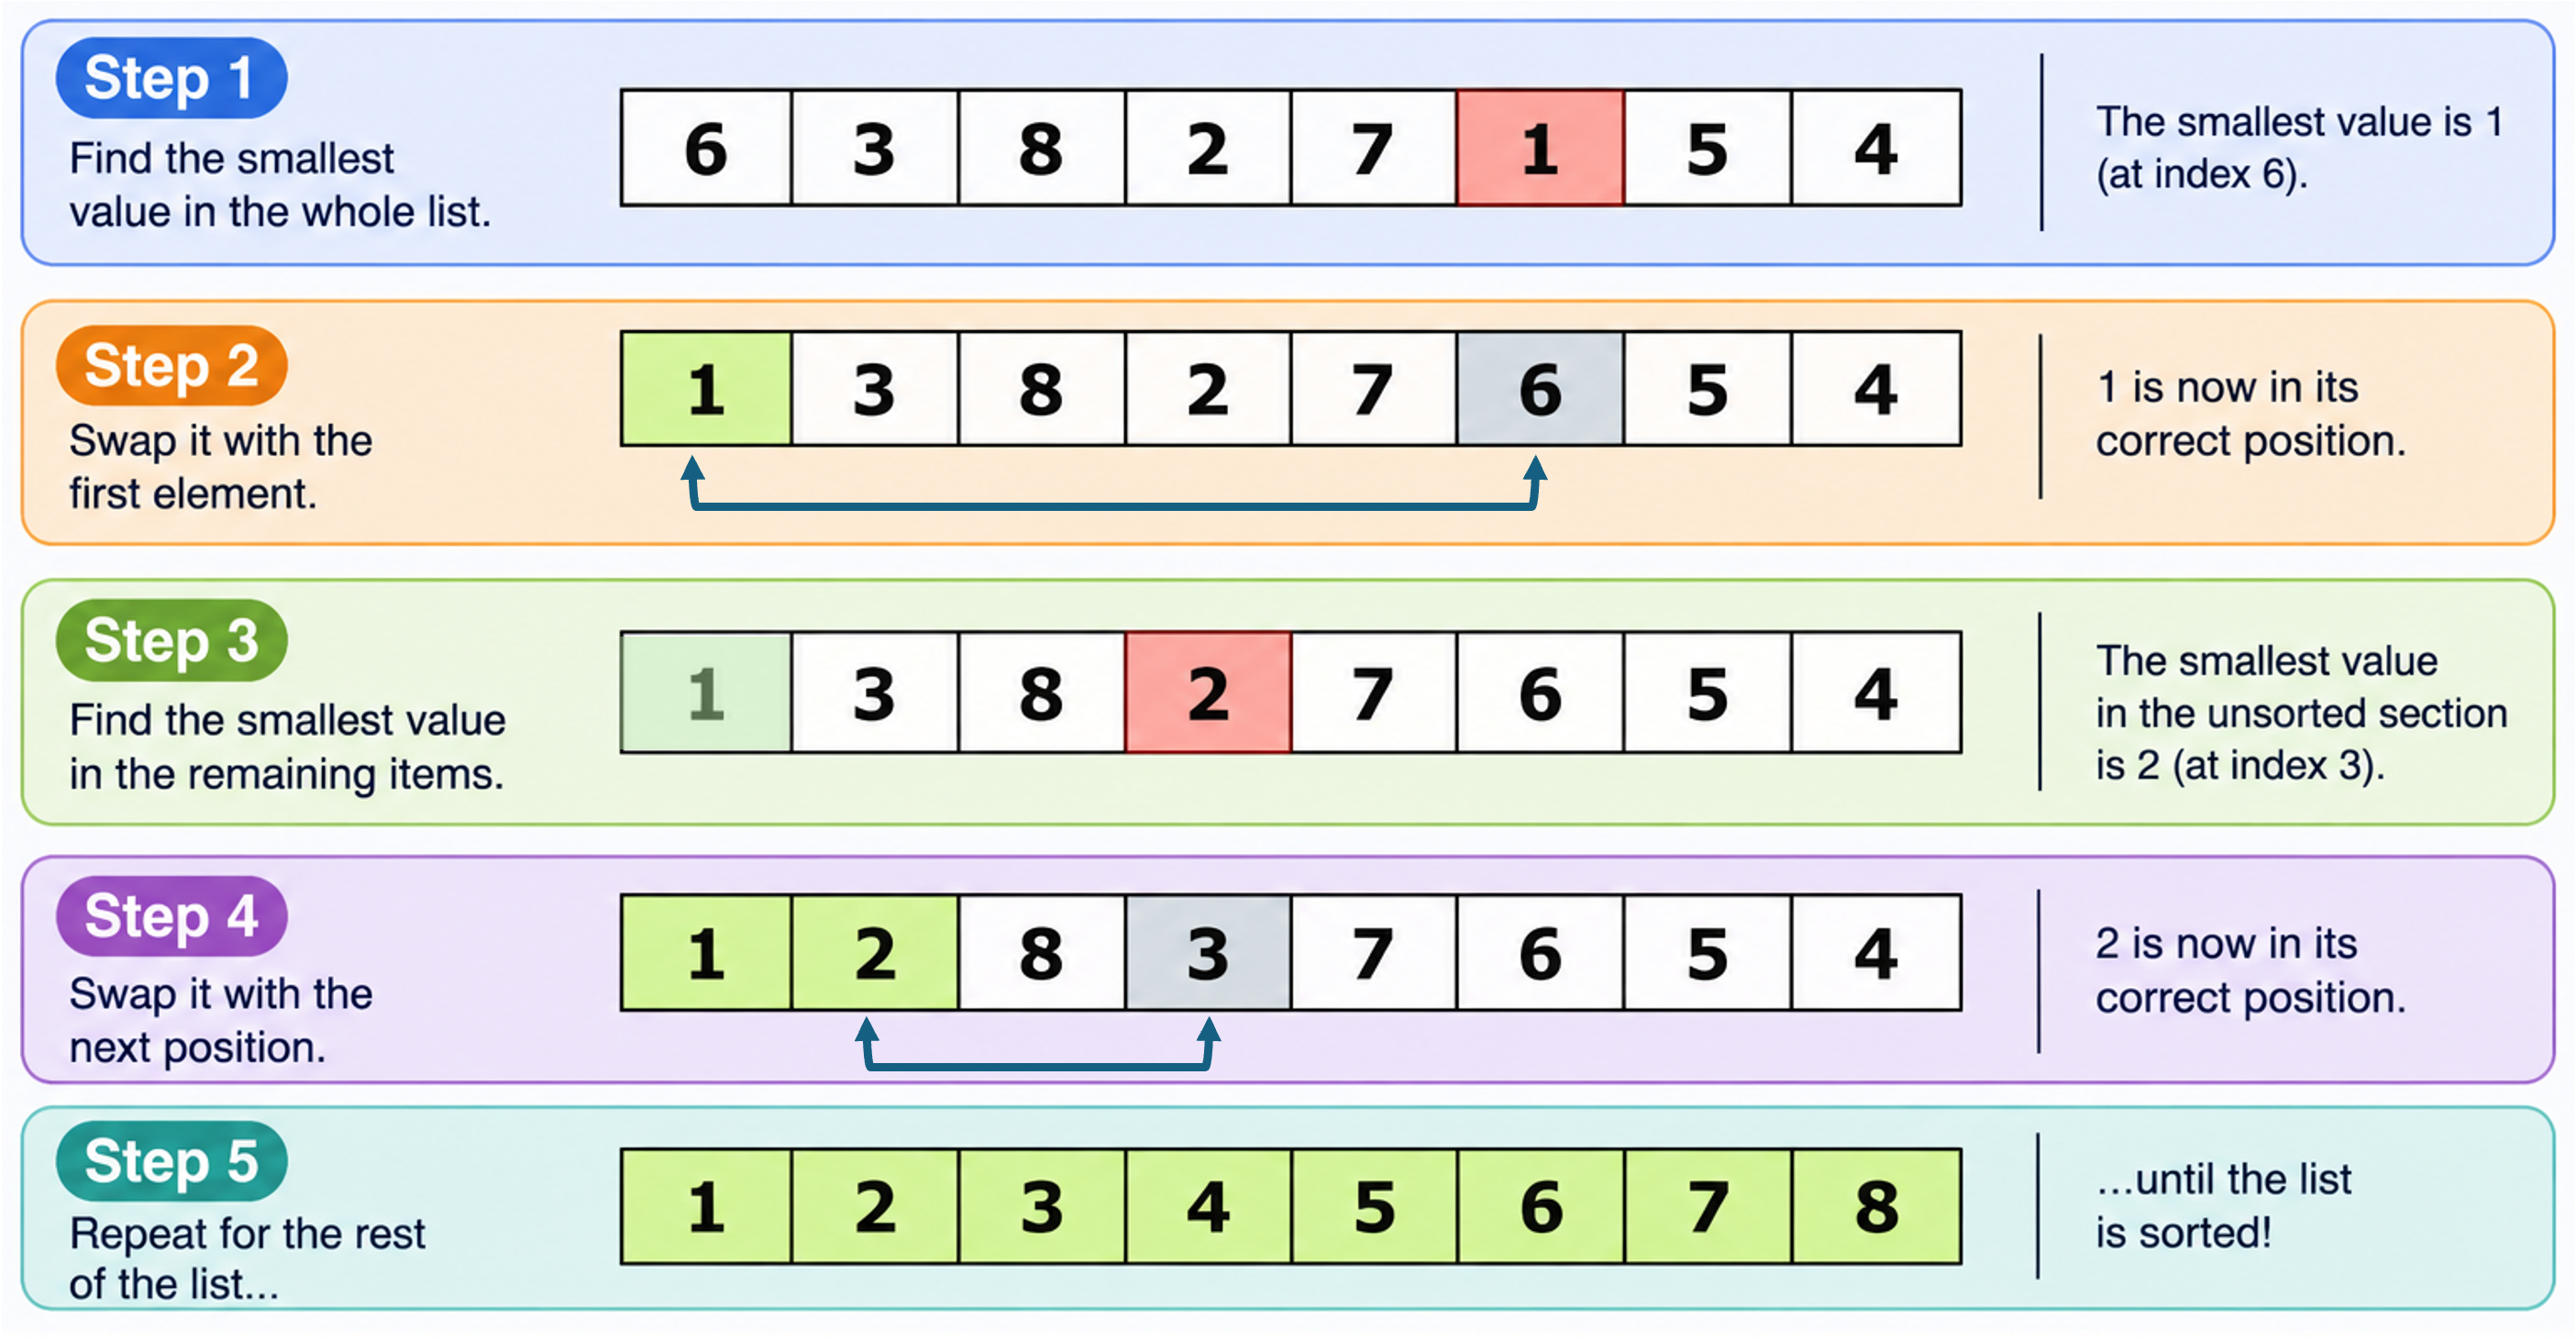 Step 1
Find the smallest
value in the whole list.
6 3 8 2 7 1 5 4
The smallest value is 1
(at index 6).
Step 2
Swap it with the
first element.
1 3 8 2 7 6 5 4
1 is now in its
correct position.
Step 3
Find the smallest value
in the remaining items.
1 3 8 2 7 6 5 4
The smallest value
in the unsorted section
is 2 (at index 3).
Step 4
Swap it with the
next position.
1 2 8 3 7 6 5 4
2 is now in its
correct position.
Step 5
Repeat for the rest
of the list...
1 2 3 4 5 6 7 8
...until the list
is sorted!